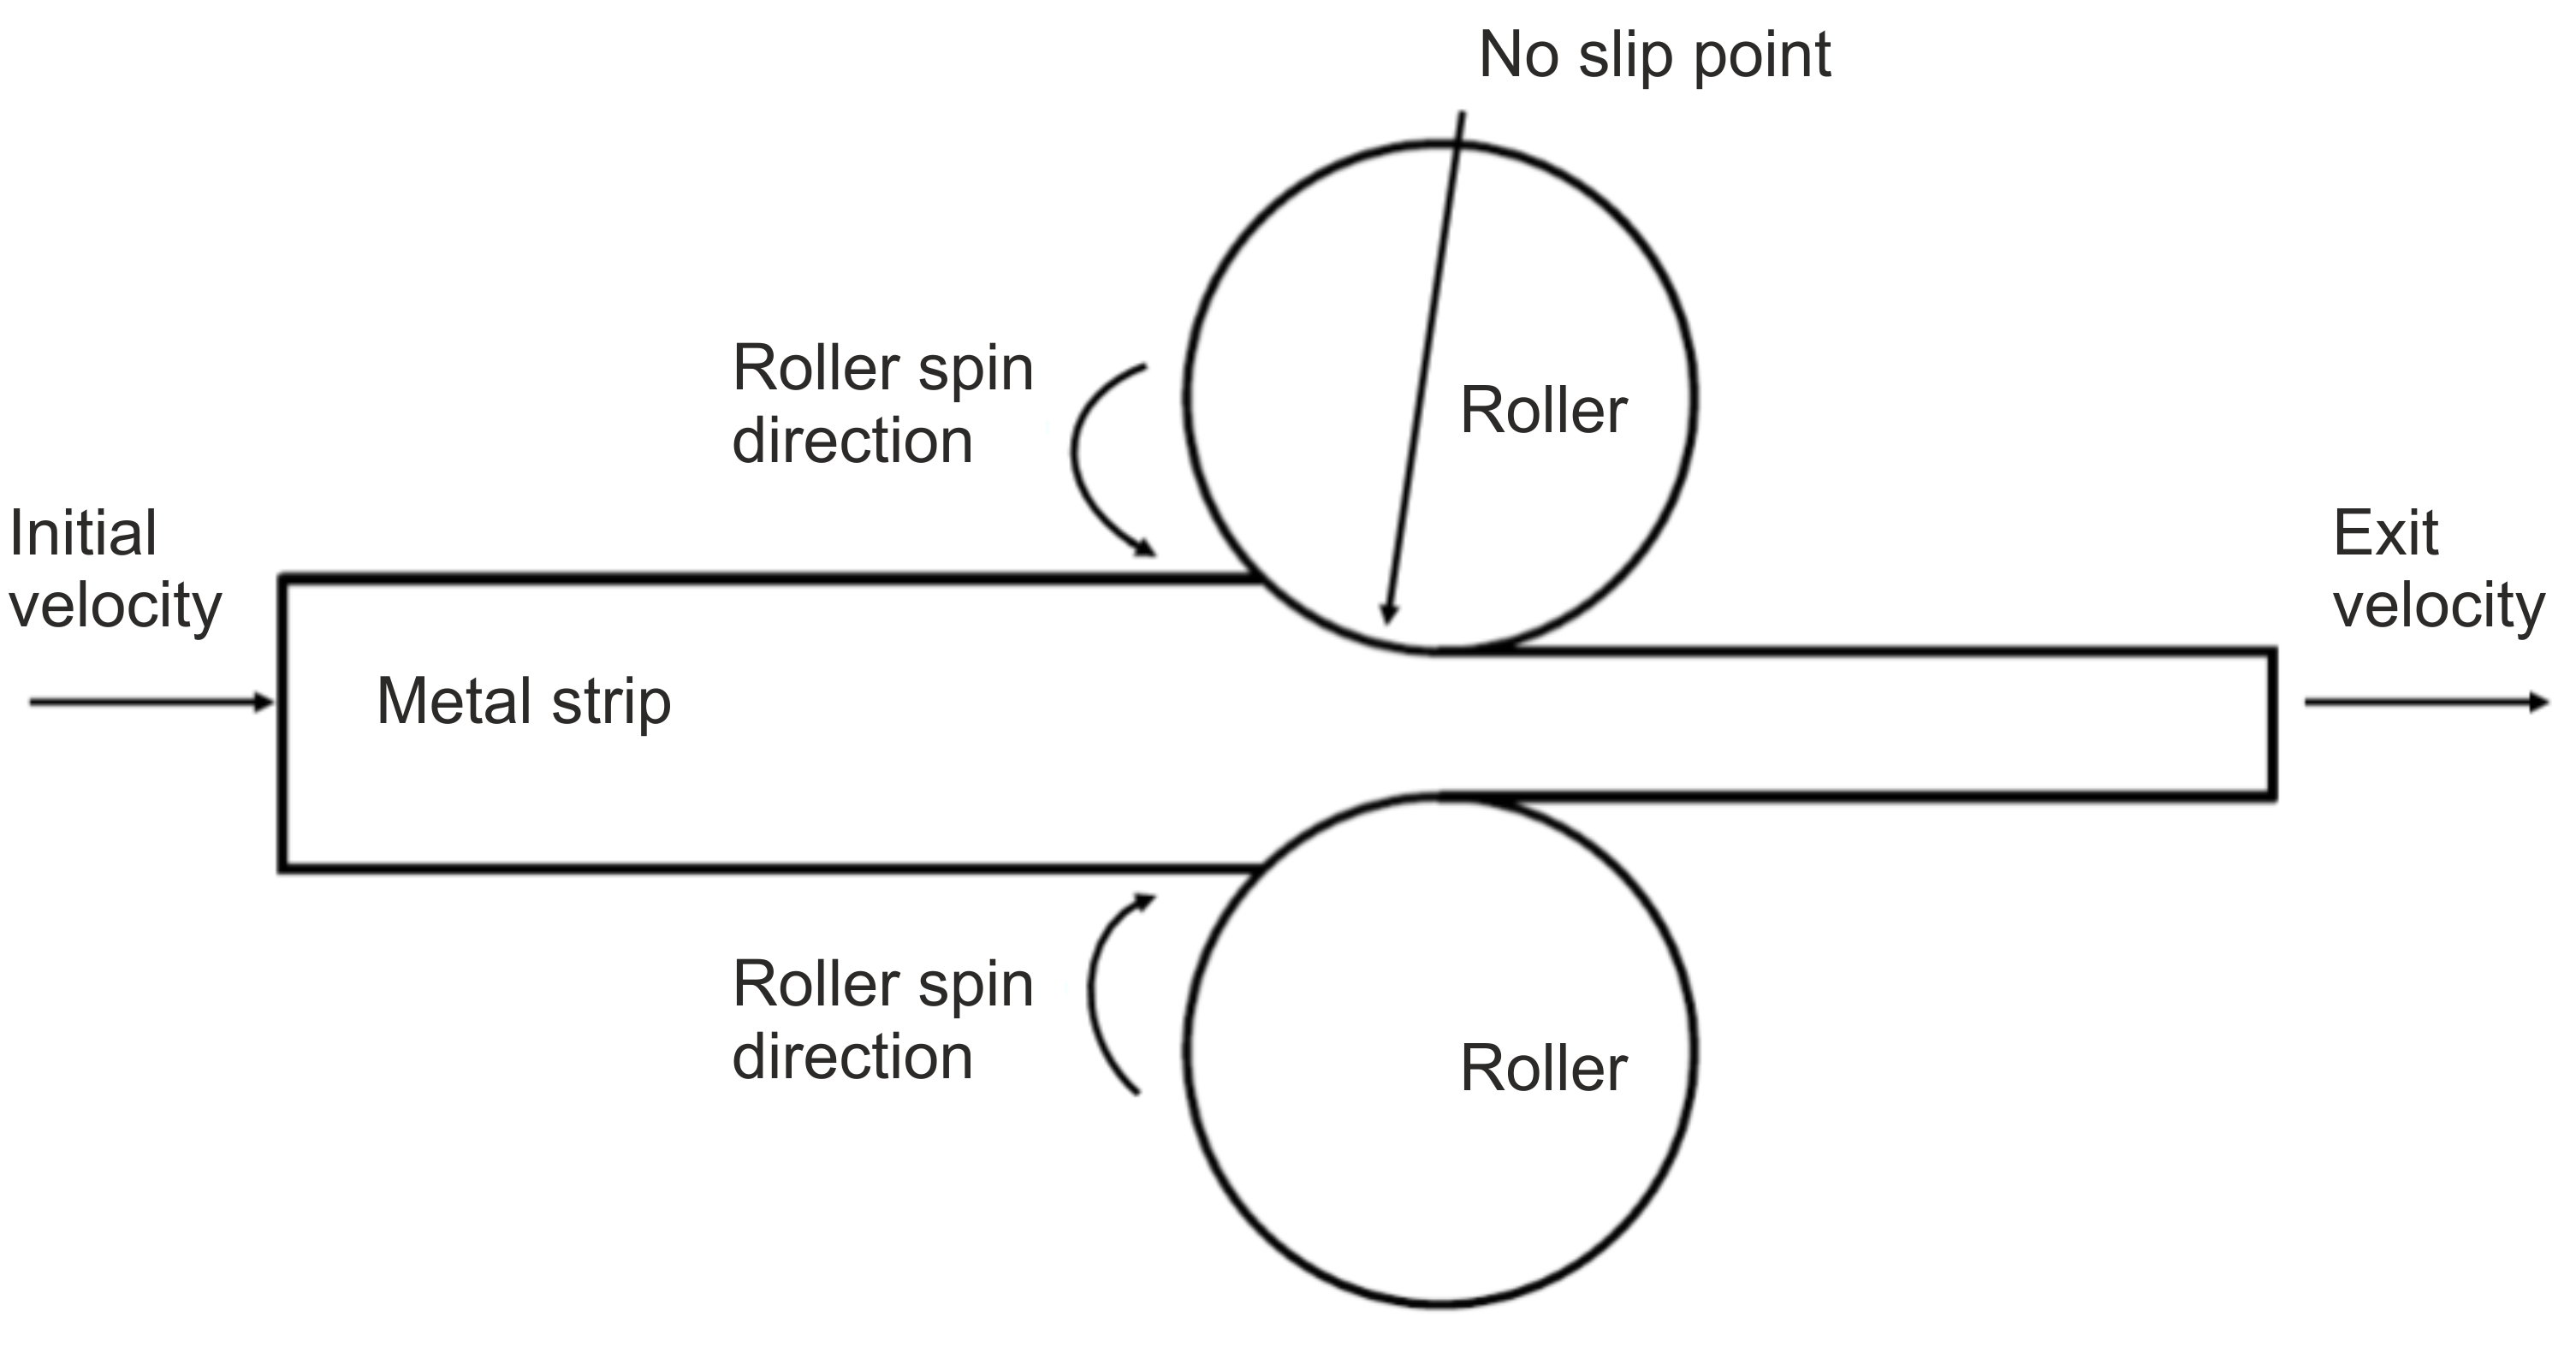 No slip point
Roller spin
direction
Roller
Initial
velocity
Exit
velocity
Metal strip
Roller spin
direction
Roller